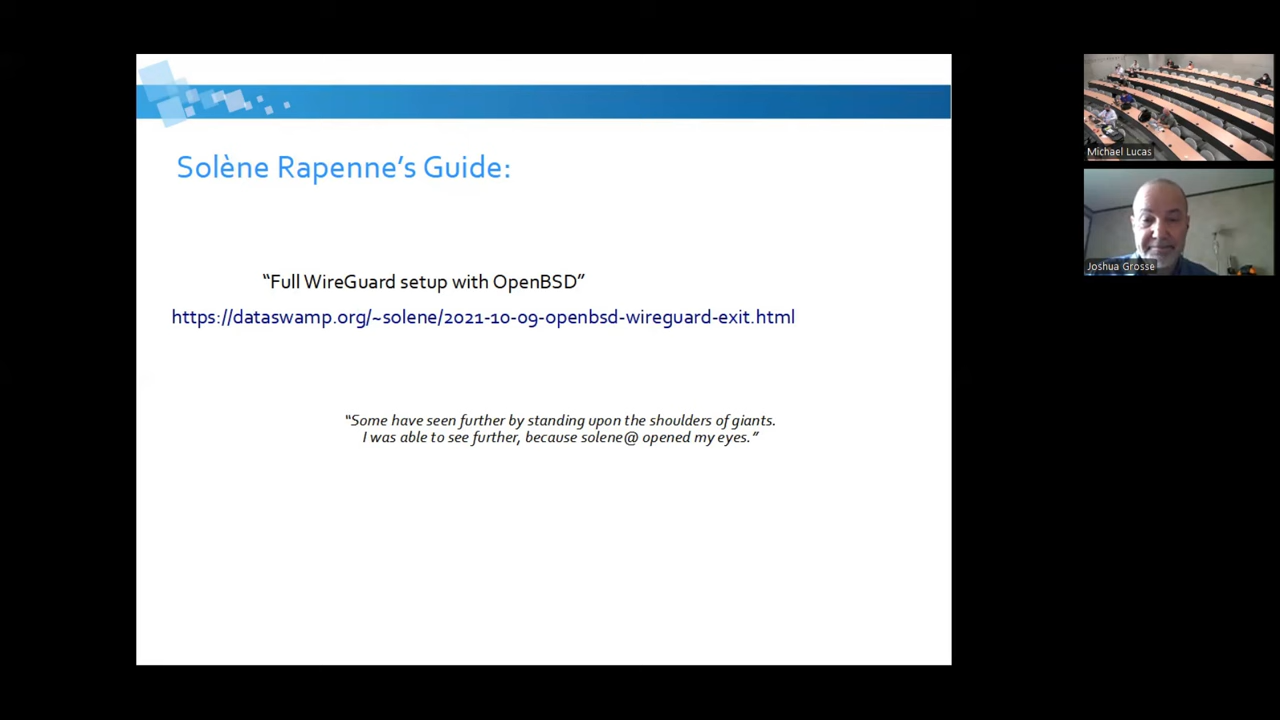 Solène Rapenne’s Guide:
“Full WireGuard setup with OpenBSD”
https://dataswamp.org/~solene/2021-10-09-openbsd-wireguard-exit.html
“Some have seen further by standing upon the shoulders of giants.
I was able to see further, because solene@ opened my eyes.”
Michael Lucas
Joshua Grosse